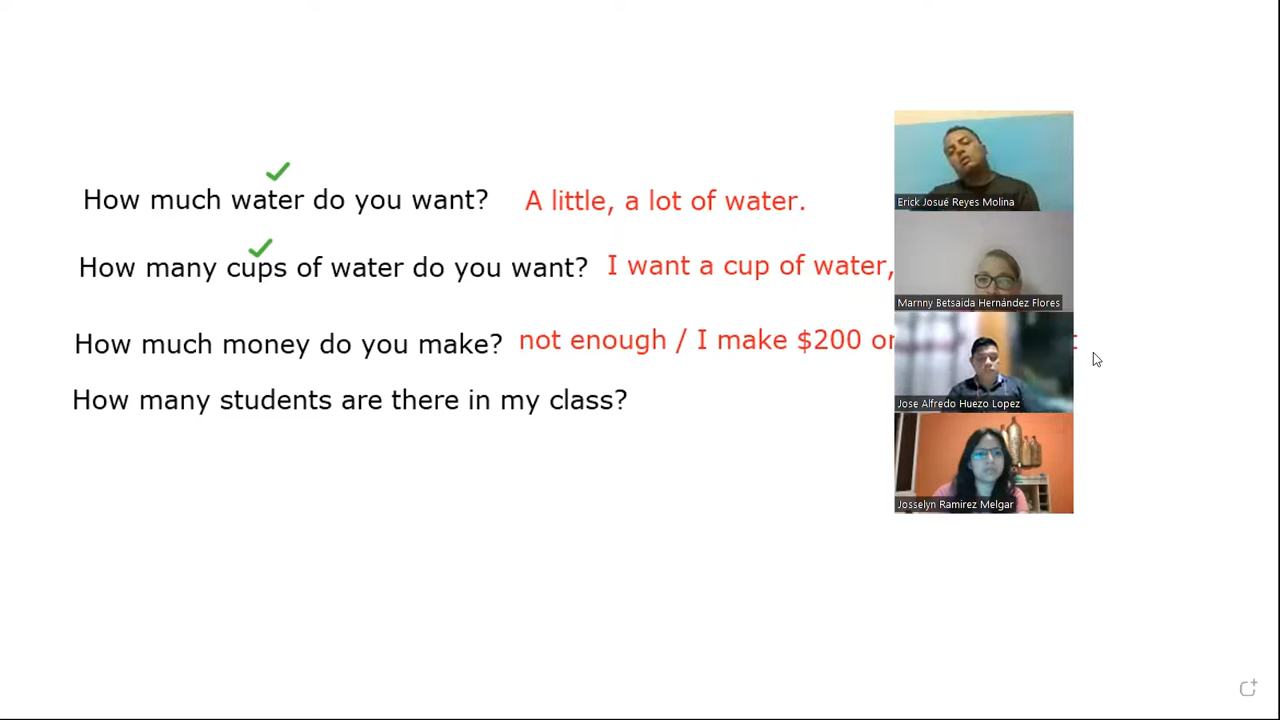 How much water do you want? A little, a lot of water.
How many cups of water do you want? I want a cup of water,
How much money do you make? not enough / I make $200
How many students are there in my class?
Erick Josué Reyes Molina
Marnny Betsaida Hernández Flores
Jose Alfredo Huezo Lopez
Josselyn Ramirez Melgar